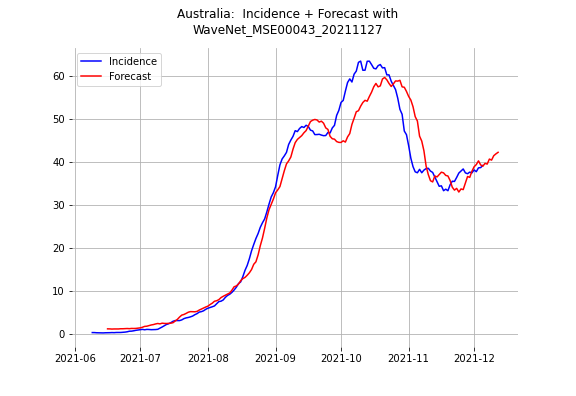 Australia:  Incidence + Forecast with
WaveNet_MSE00043_20211127
Incidence
Forecast
60
50
40
30
20
10
0
2021-06 2021-07 2021-08 2021-09 2021-10 2021-11 2021-12